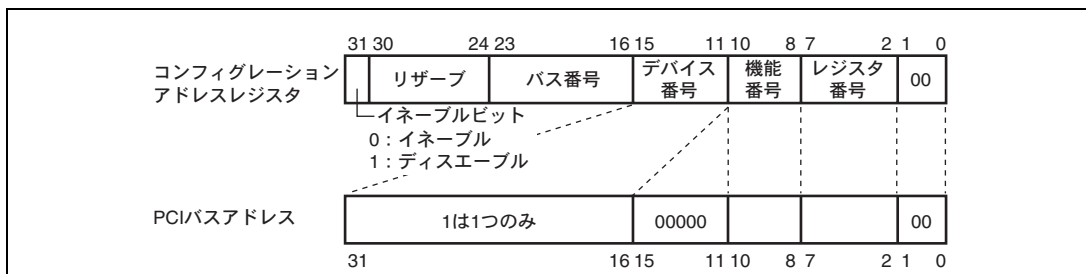 31 30 24 23 16 15 11 10 8 7 2 1 0
コンフィグレーション
アドレスレジスタ
リザーブ
バス番号
デバイス
番号
機能
番号
レジスタ
番号
00
イネーブルビット
0：イネーブル
1：ディスエーブル
PCIバスアドレス
1は1つのみ
00000
00
31 16 15 11 10 8 7 2 1 0